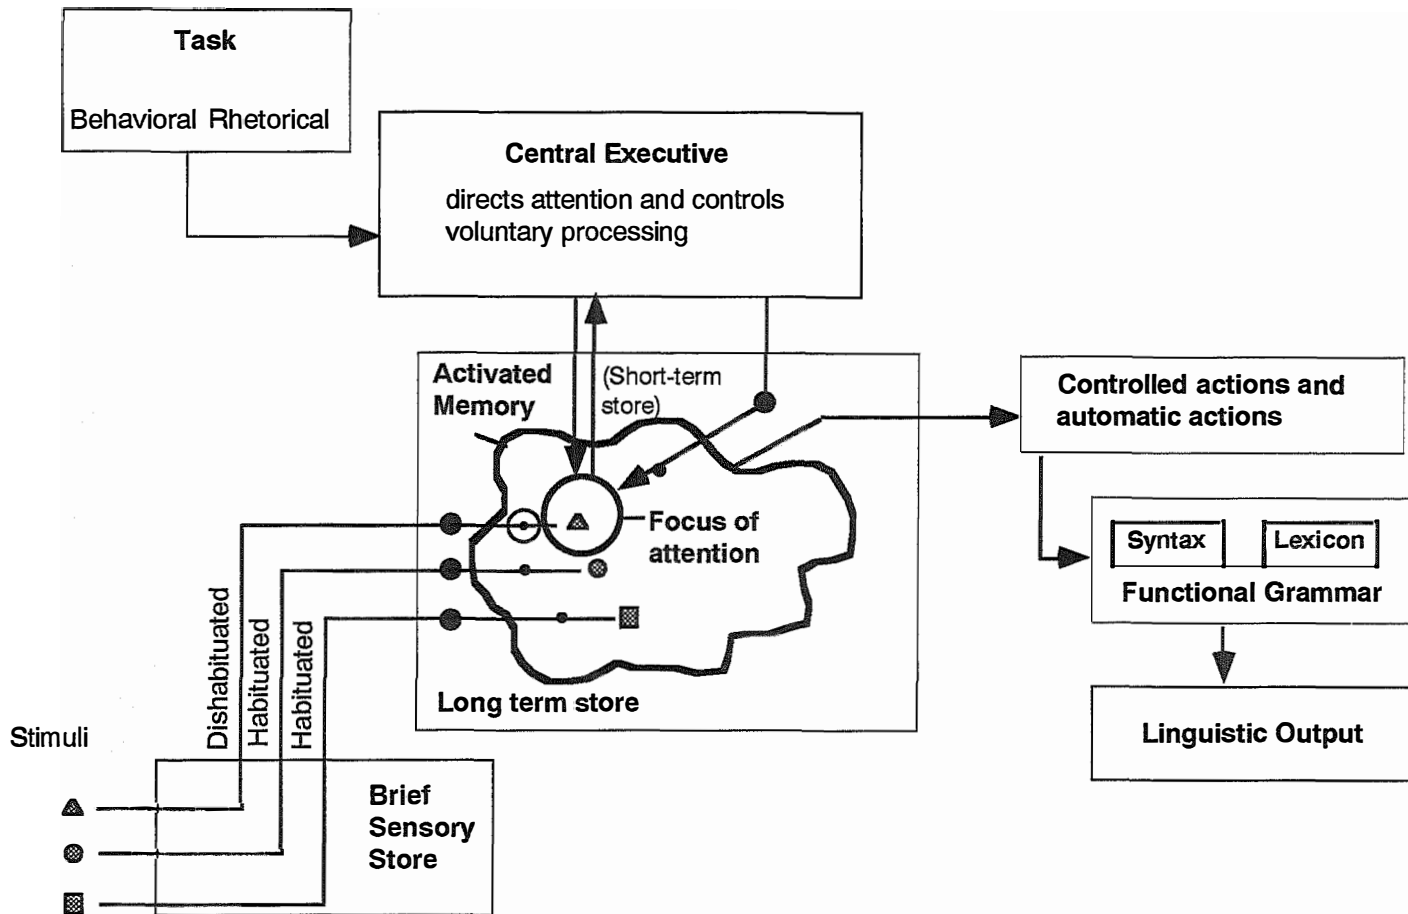 Task
Behavioral Rhetorical
Central Executive
directs attention and controls
voluntary processing
Activated
Memory
(Short-term
store)
Controlled actions and
automatic actions
Focus of
attention
Syntax
Lexicon
Functional Grammar
Dishabituated
Habituated
Habituated
Long term store
Linguistic Output
Stimuli
Brief
Sensory
Store